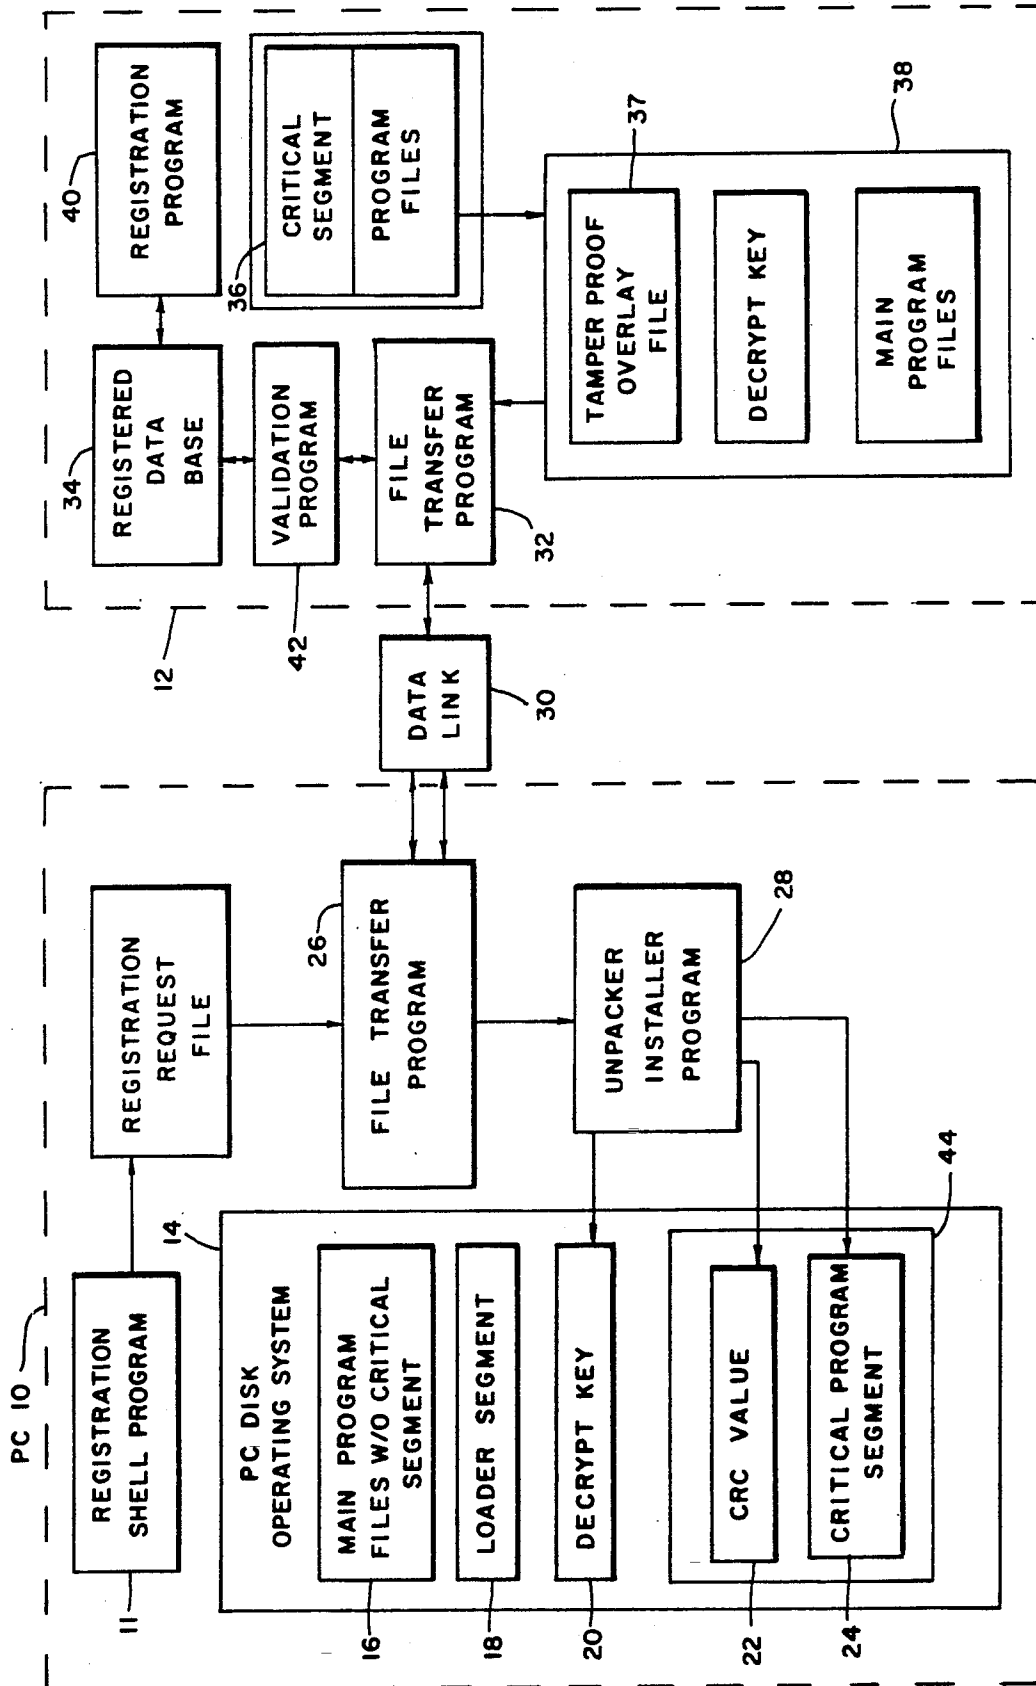 PC 10
REGISTRATION
SHELL PROGRAM
11
REGISTRATION
REQUEST
FILE
14
PC DISK
OPERATING SYSTEM
MAIN PROGRAM
FILES W/O CRITICAL
SEGMENT
16
LOADER SEGMENT
18
DECRYPT KEY
20
CRC VALUE
22
CRITICAL PROGRAM
SEGMENT
24
44
26
FILE TRANSFER
PROGRAM
UNPACKER
INSTALLER
PROGRAM
28
DATA
LINK
30
12
34
REGISTERED
DATA
BASE
40
REGISTRATION
PROGRAM
VALIDATION
PROGRAM
42
FILE
TRANSFER
PROGRAM
32
36
CRITICAL
SEGMENT
PROGRAM
FILES
TAMPER PROOF
OVERLAY
FILE
37
DECRYPT KEY
MAIN
PROGRAM
FILES
38